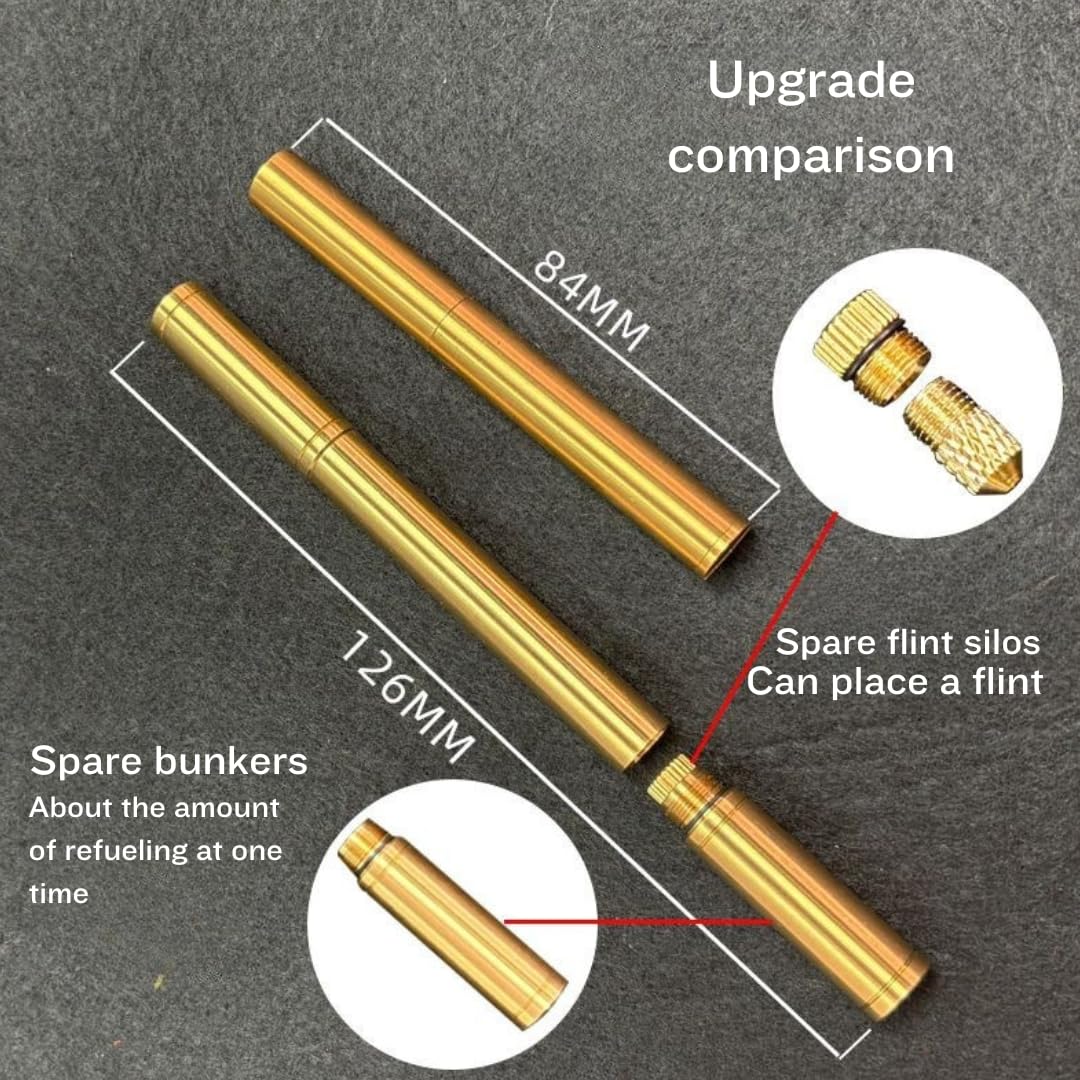 Upgrade
comparison
84MM
Spare flint silos
Can place a flint
126MM
Spare bunkers
About the amount
of refueling at one
time